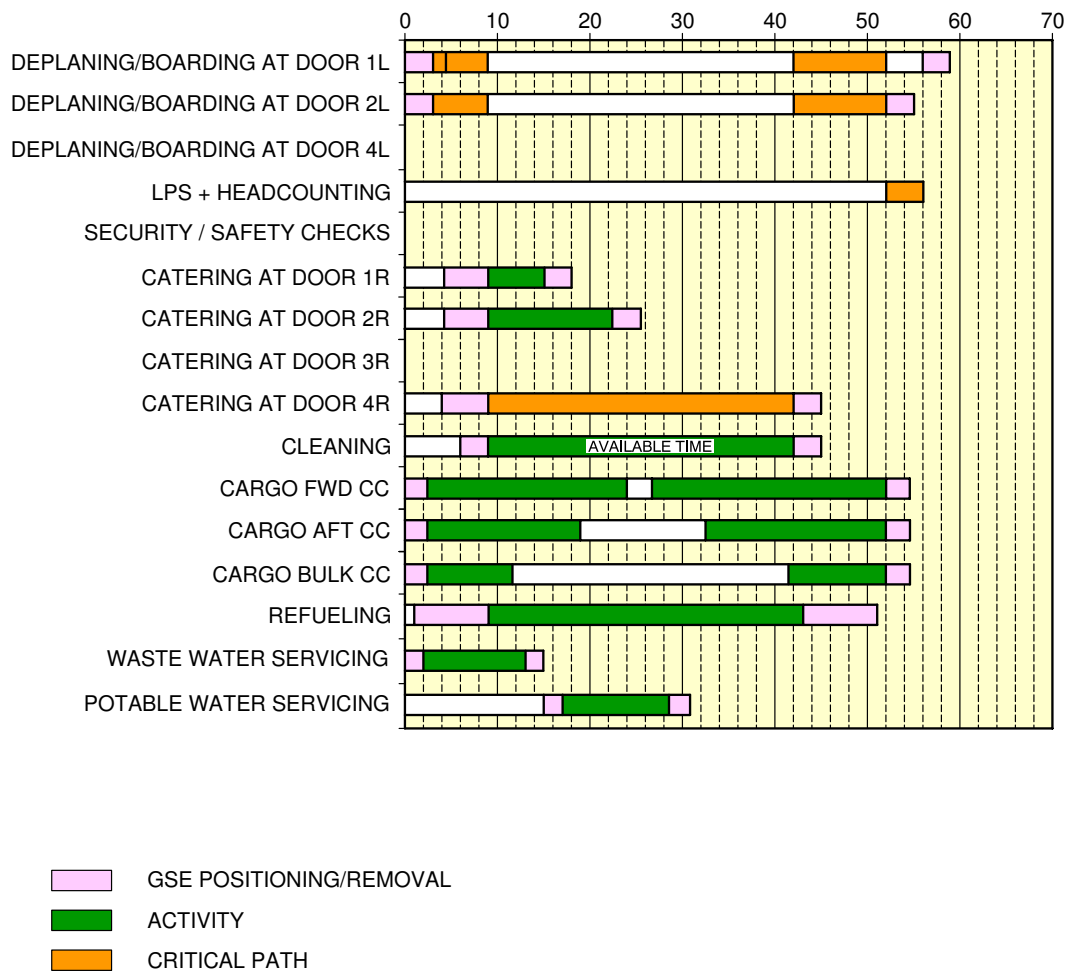 0 10 20 30 40 50 60 70
DEPLANING/BOARDING AT DOOR 1L
DEPLANING/BOARDING AT DOOR 2L
DEPLANING/BOARDING AT DOOR 4L
LPS + HEADCOUNTING
SECURITY / SAFETY CHECKS
CATERING AT DOOR 1R
CATERING AT DOOR 2R
CATERING AT DOOR 3R
CATERING AT DOOR 4R
CLEANING AVAILABLE TIME
CARGO FWD CC
CARGO AFT CC
CARGO BULK CC
REFUELING
WASTE WATER SERVICING
POTABLE WATER SERVICING
GSE POSITIONING/REMOVAL
ACTIVITY
CRITICAL PATH